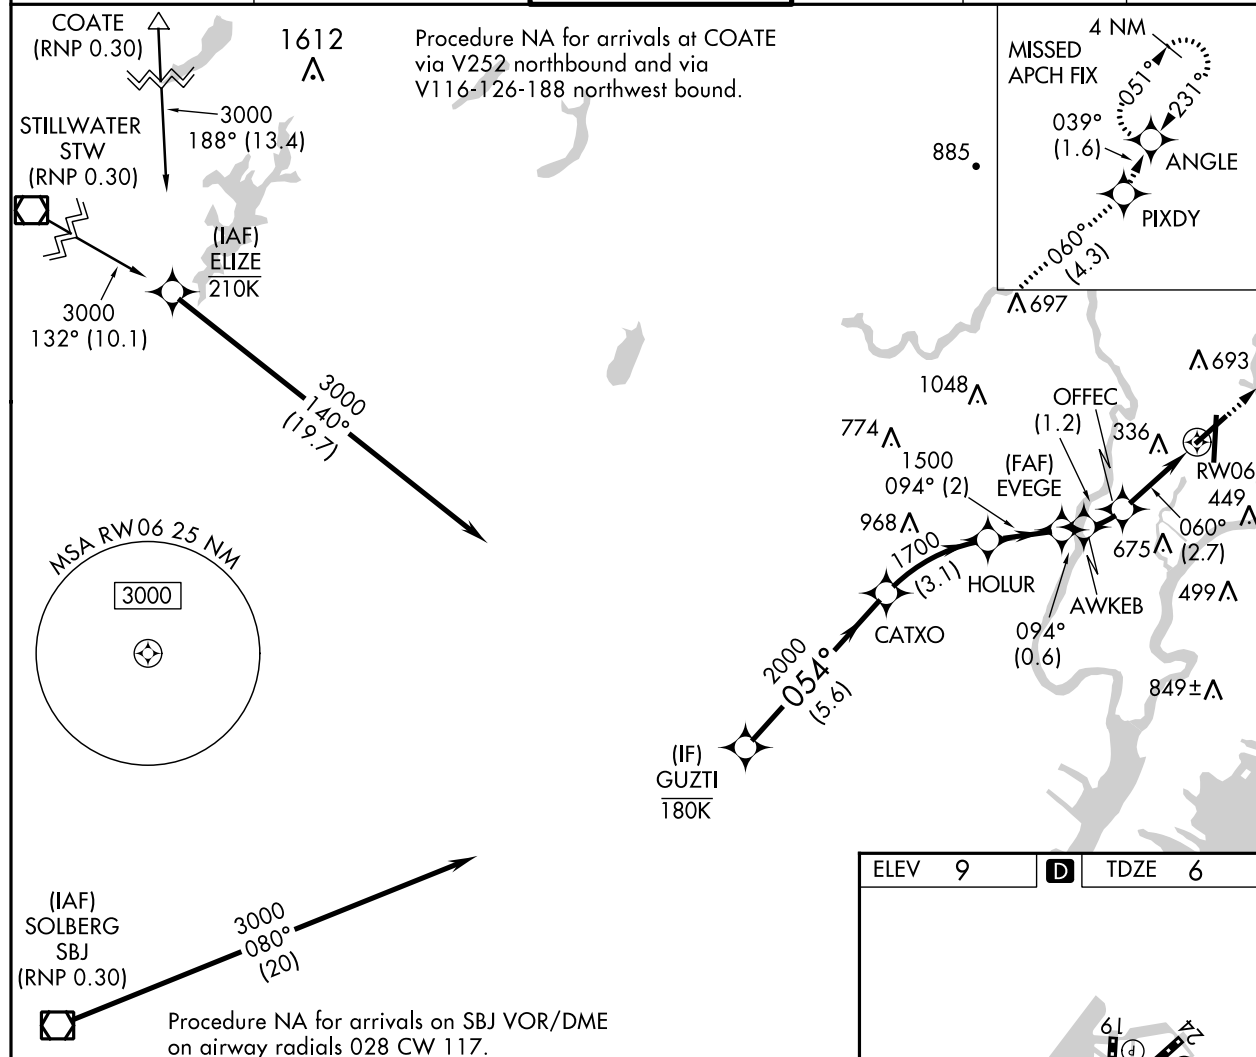 COATE
(RNP 0.30)
1612
Procedure NA for arrivals at COATE
via V252 northbound and via
V116-126-188 northwest bound.
3000
188° (13.4)
STILLWATER
STW
(RNP 0.30)
(IAF)
ELIZE
210K
3000
132° (10.1)
3000
140°
(19.7)
885
MISSED
APCH FIX
4 NM
051°
231°
039°
(1.6)
ANGLE
PIXDY
060°
(4.3)
697
693
1048
OFFEC
(1.2)
336
774
1500
094° (2)
(FAF)
EVEGE
RW06
449
968
1700
(3.1)
HOLUR
675
060°
(2.7)
499
AWKEB
CATXO
094°
(0.6)
849±
2000
054°
(5.6)
(IF)
GUZTI
180K
MSA RW06 25 NM
3000
(IAF)
SOLBERG
SBJ
(RNP 0.30)
3000
080°
(20)
Procedure NA for arrivals on SBJ VOR/DME
on airway radials 028 CW 117.
ELEV 9
D
TDZE 6
19
24
P